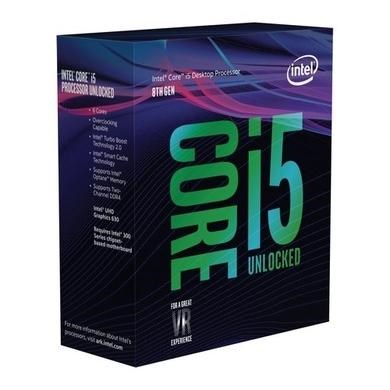 INTEL® CORE™ i5
PROCESSOR UNLOCKED
• 6 Cores
• Overclocking
Capable
• Intel® Turbo Boost
Technology 2.0
• Intel® Smart Cache
Technology
• Supports Intel®
Optane™ Memory
• Supports Two-
Channel DDR4
Intel® UHD
Graphics 630
Requires Intel® 300
Series chipset-
based motherboard
For more information about Intel®
processors, visit ark.intel.com
Intel® Core™ i5 Desktop Processor
8TH GEN
intel
CORE
i5
UNLOCKED
FOR A GREAT
VR
EXPERIENCE